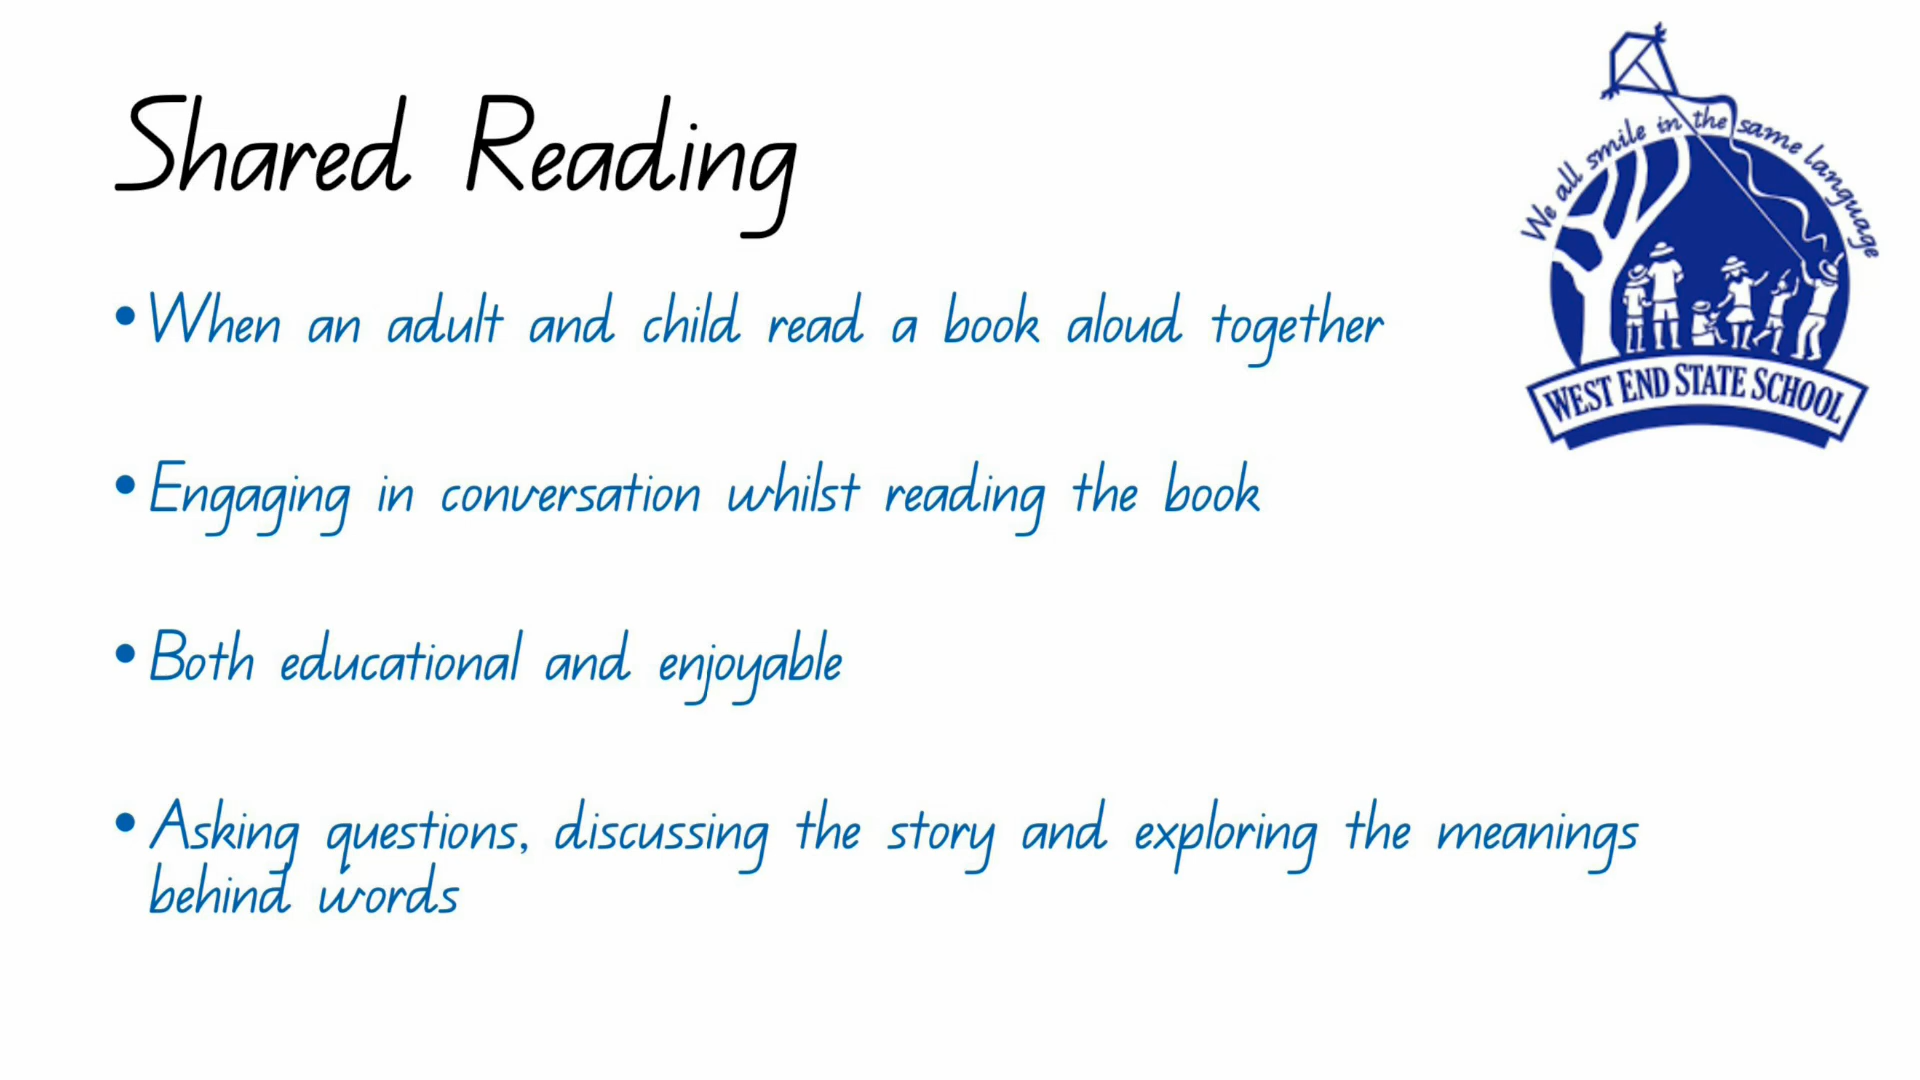 Shared Reading
• When an adult and child read a book aloud together
• Engaging in conversation whilst reading the book
• Both educational and enjoyable
• Asking questions, discussing the story and exploring the meanings
behind words
We all smile in the same language
WEST END STATE SCHOOL